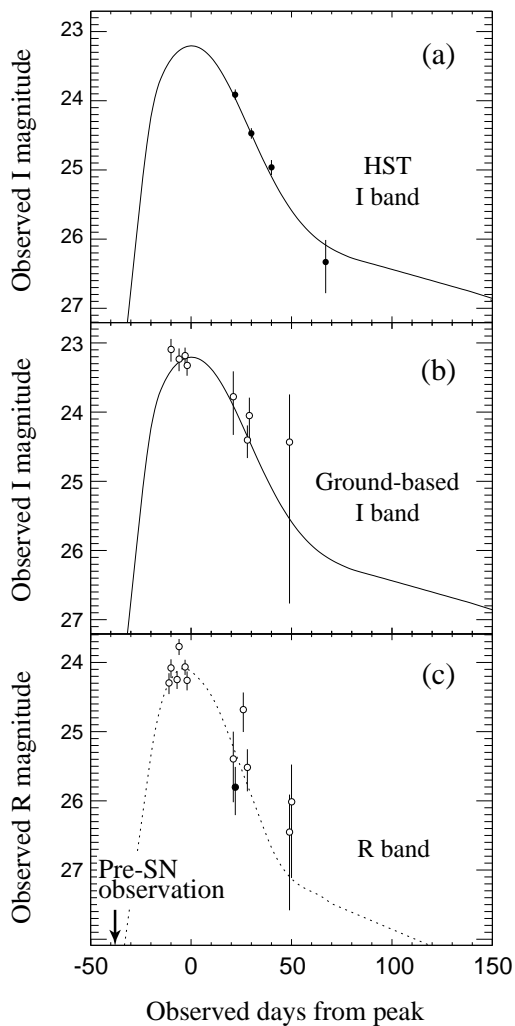 23
24
25
26
27
Observed I magnitude
(a)
HST
I band
23
24
25
26
27
Observed I magnitude
(b)
Ground-based
I band
24
25
26
27
Observed R magnitude
(c)
R band
Pre-SN
observation
-50
0
50
100
150
Observed days from peak